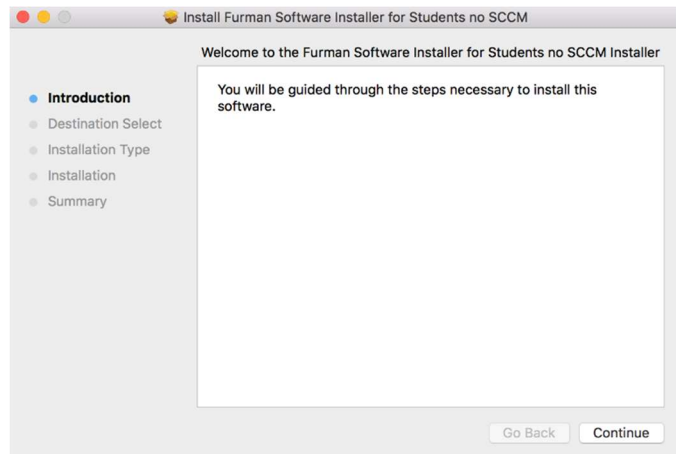 Install Furman Software Installer for Students no SCCM
Welcome to the Furman Software Installer for Students no SCCM Installer
Introduction
Destination Select
Installation Type
Installation
Summary
You will be guided through the steps necessary to install this
software.
Go Back
Continue